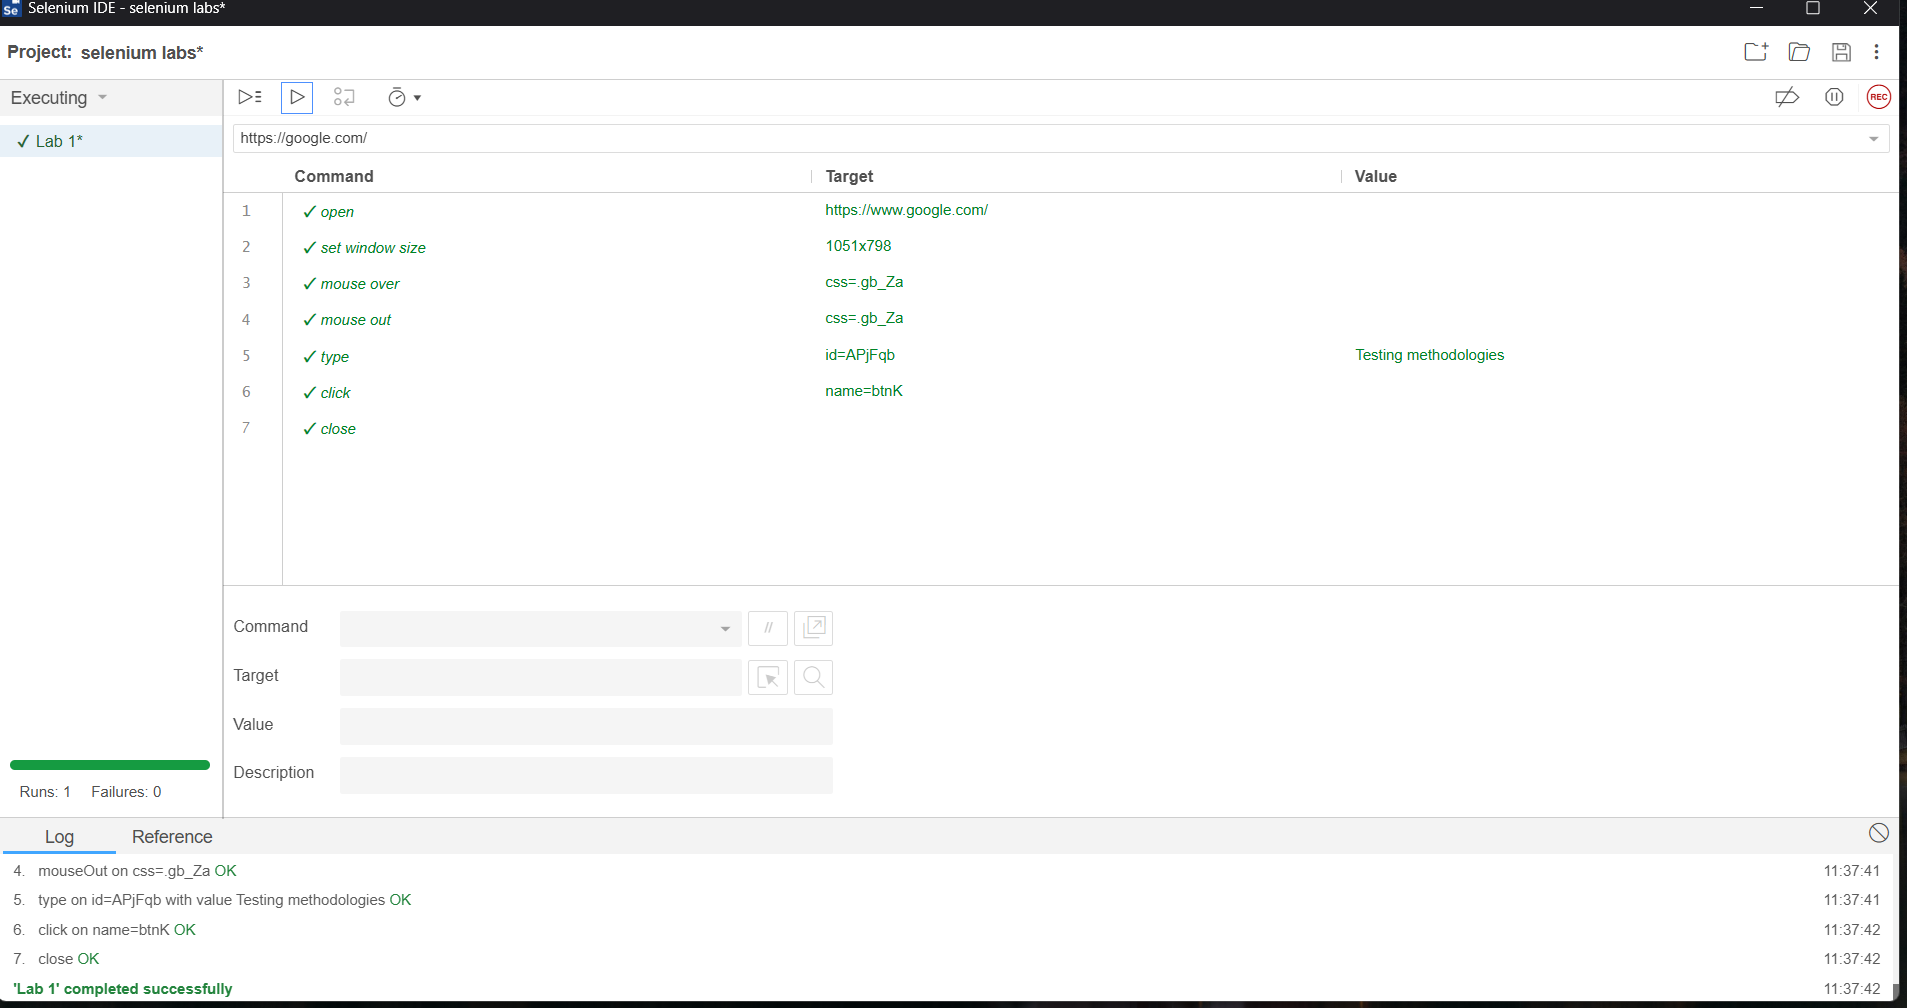 Se Selenium IDE - selenium labs*
Project: selenium labs*
Executing
REC
✓ Lab 1*
https://google.com/
Command Target Value
1 ✓ open https://www.google.com/
2 ✓ set window size 1051x798
3 ✓ mouse over css=.gb_Za
4 ✓ mouse out css=.gb_Za
5 ✓ type id=APjFqb Testing methodologies
6 ✓ click name=btnK
7 ✓ close
Command //
Target
Value
Description
Runs: 1 Failures: 0
Log Reference
4. mouseOut on css=.gb_Za OK 11:37:41
5. type on id=APjFqb with value Testing methodologies OK 11:37:41
6. click on name=btnK OK 11:37:42
7. close OK 11:37:42
'Lab 1' completed successfully 11:37:42